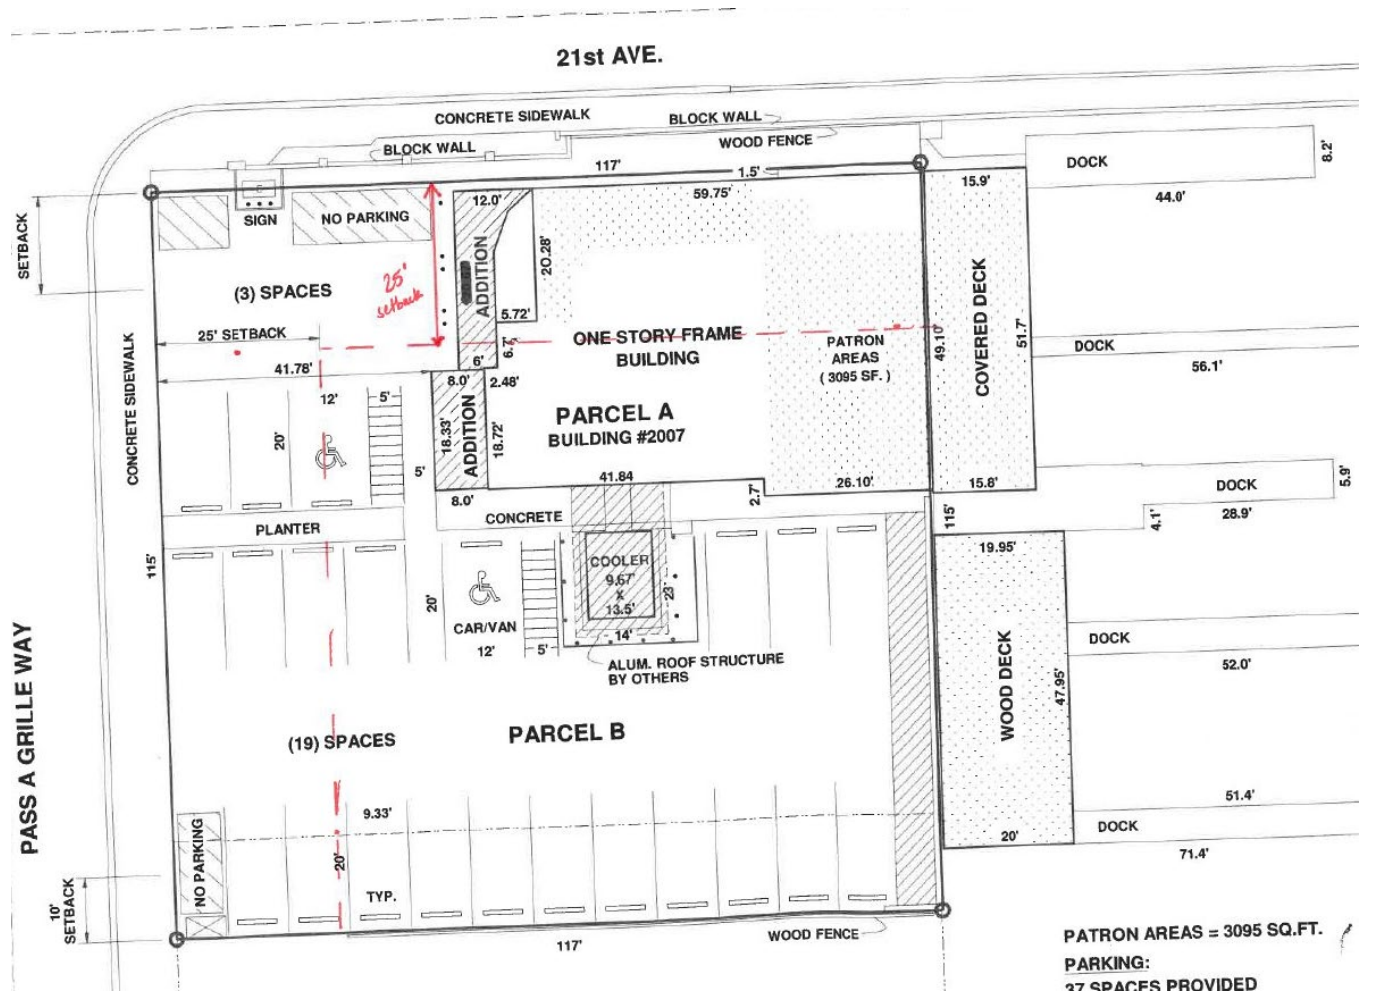 21st AVE.
CONCRETE SIDEWALK
BLOCK WALL
WOOD FENCE
BLOCK WALL
117'
1.5'
DOCK
8.2'
44.0'
SETBACK
SIGN
NO PARKING
12.0'
59.75'
15.9'
20.28'
ADDITION
(3) SPACES
25'
setback
5.72'
COVERED DECK
51.7'
49.10'
25' SETBACK
6.7'
ONE STORY FRAME
BUILDING
PATRON
AREAS
( 3095 SF. )
DOCK
56.1'
41.78'
6'
8.0'
2.48'
CONCRETE SIDEWALK
12'
5'
20'
5'
18.33'
ADDITION
18.72'
PARCEL A
BUILDING #2007
41.84
2.7'
26.10'
15.8'
DOCK
5.9'
28.9'
4.1'
8.0'
CONCRETE
PLANTER
115'
115'
19.95'
COOLER
9.67'
X
13.5'
23'
14'
20'
CAR/VAN
12'
5'
ALUM. ROOF STRUCTURE
BY OTHERS
WOOD DECK
47.95'
DOCK
52.0'
PASS A GRILLE WAY
(19) SPACES
PARCEL B
51.4'
DOCK
71.4'
20'
9.33'
NO PARKING
20'
TYP.
10'
SETBACK
117'
WOOD FENCE
PATRON AREAS = 3095 SQ.FT.
PARKING:
37 SPACES PROVIDED